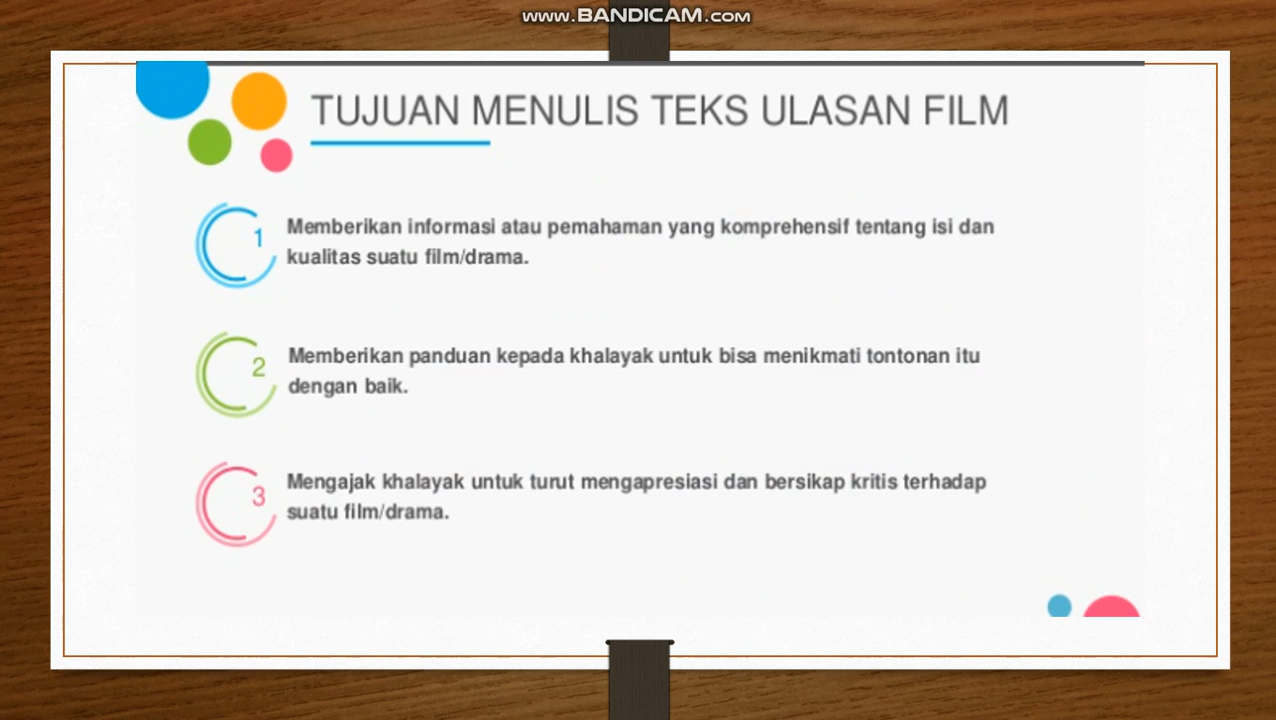 www.BANDICAM.com
TUJUAN MENULIS TEKS ULASAN FILM
1
Memberikan informasi atau pemahaman yang komprehensif tentang isi dan
kualitas suatu film/drama.
2
Memberikan panduan kepada khalayak untuk bisa menikmati tontonan itu
dengan baik.
3
Mengajak khalayak untuk turut mengapresiasi dan bersikap kritis terhadap
suatu film/drama.